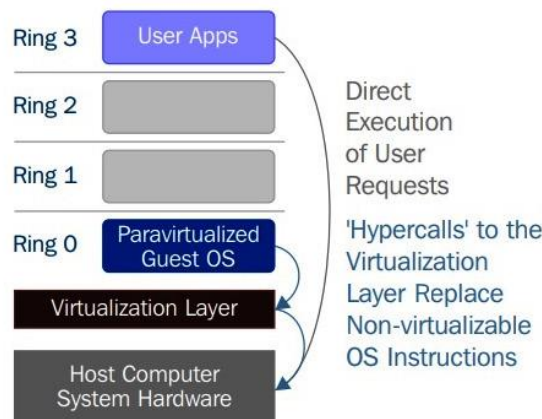 Ring 3
User Apps
Ring 2
Ring 1
Ring 0
Paravirtualized
Guest OS
Virtualization Layer
Host Computer
System Hardware
Direct
Execution
of User
Requests
'Hypercalls' to the
Virtualization
Layer Replace
Non-virtualizable
OS Instructions